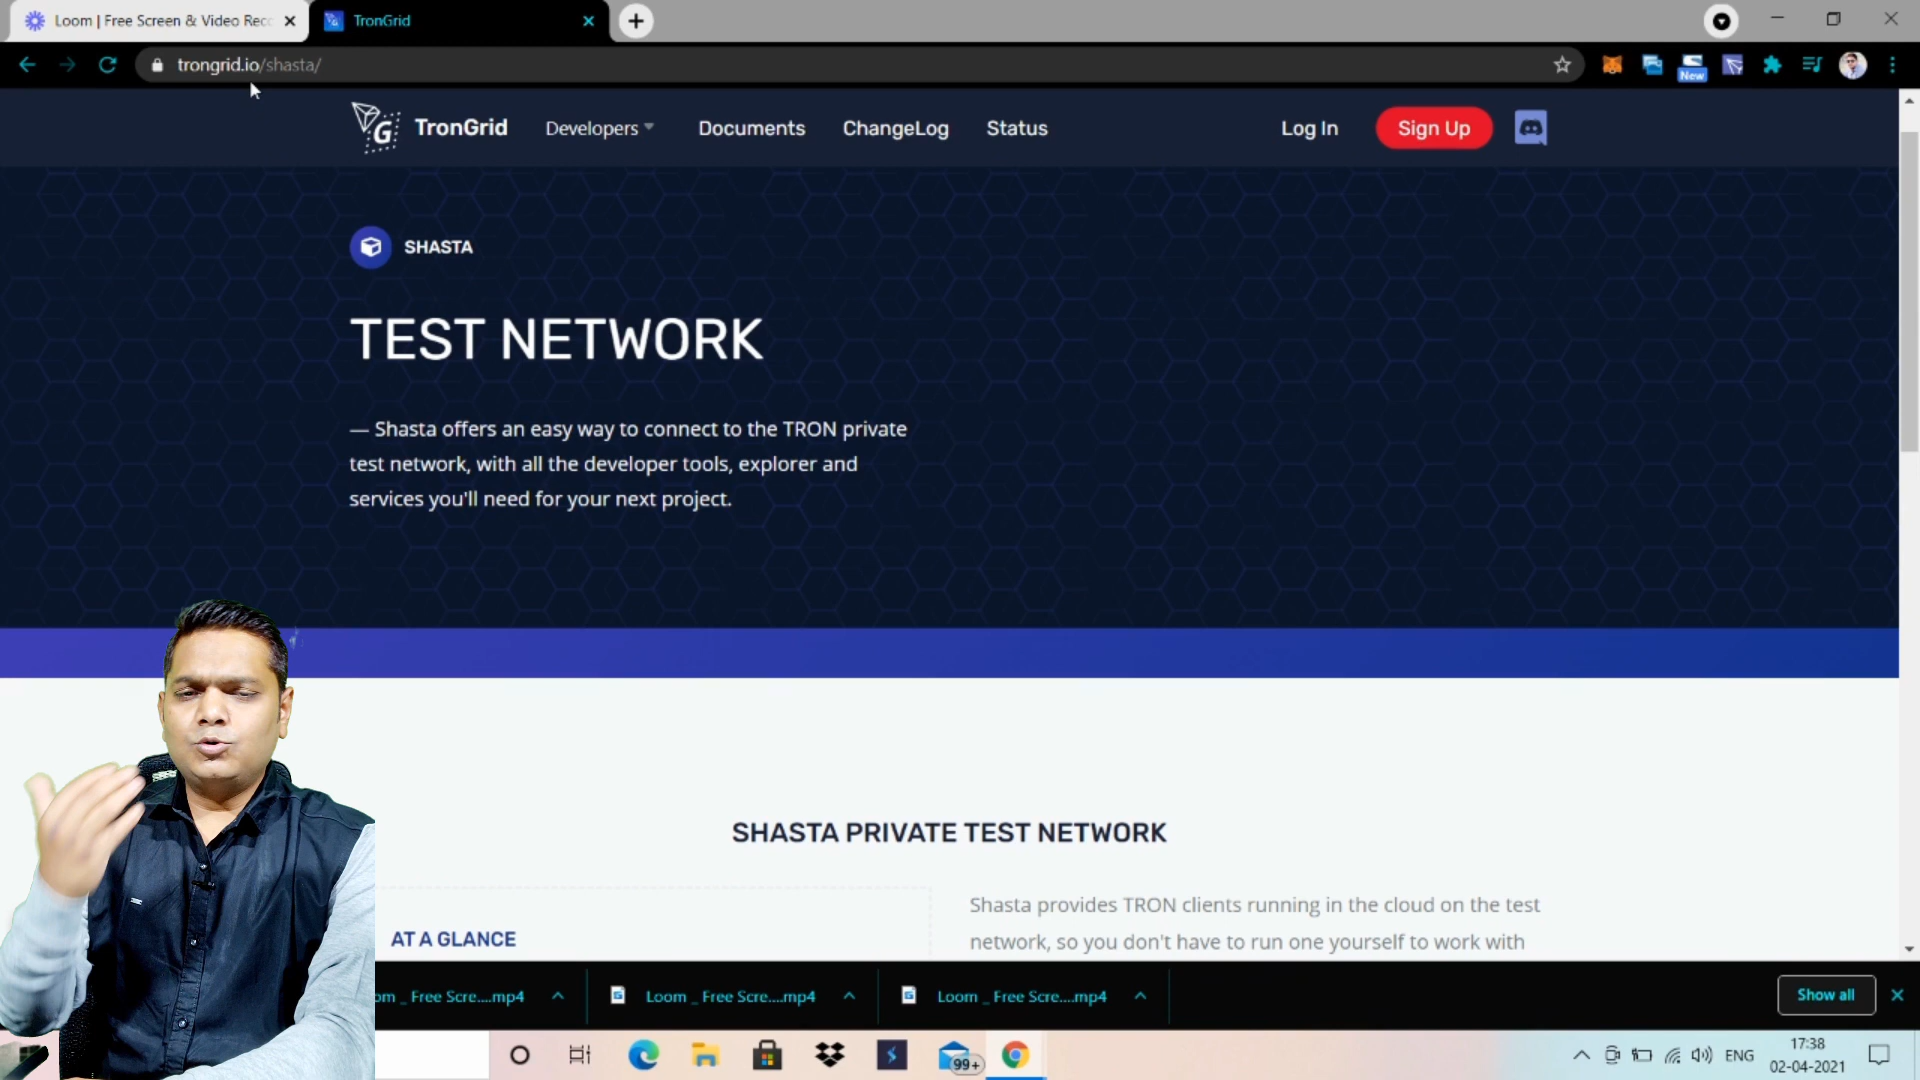 Loom | Free Screen & Video Rec
TronGrid
trongrid.io/shasta/
New
G
TronGrid
Developers
Documents
ChangeLog
Status
Log In
Sign Up
SHASTA
TEST NETWORK
— Shasta offers an easy way to connect to the TRON private
test network, with all the developer tools, explorer and
services you'll need for your next project.
SHASTA PRIVATE TEST NETWORK
AT A GLANCE
Shasta provides TRON clients running in the cloud on the test
network, so you don't have to run one yourself to work with
om _ Free Scre....mp4
Loom _ Free Scre....mp4
Loom _ Free Scre....mp4
Show all
99+
ENG
17:38
02-04-2021